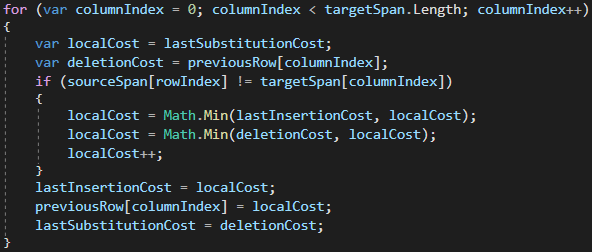 for (var columnIndex = 0; columnIndex < targetSpan.Length; columnIndex++)
{
    var localCost = lastSubstitutionCost;
    var deletionCost = previousRow[columnIndex];
    if (sourceSpan[rowIndex] != targetSpan[columnIndex])
    {
        localCost = Math.Min(lastInsertionCost, localCost);
        localCost = Math.Min(deletionCost, localCost);
        localCost++;
    }
    lastInsertionCost = localCost;
    previousRow[columnIndex] = localCost;
    lastSubstitutionCost = deletionCost;
}